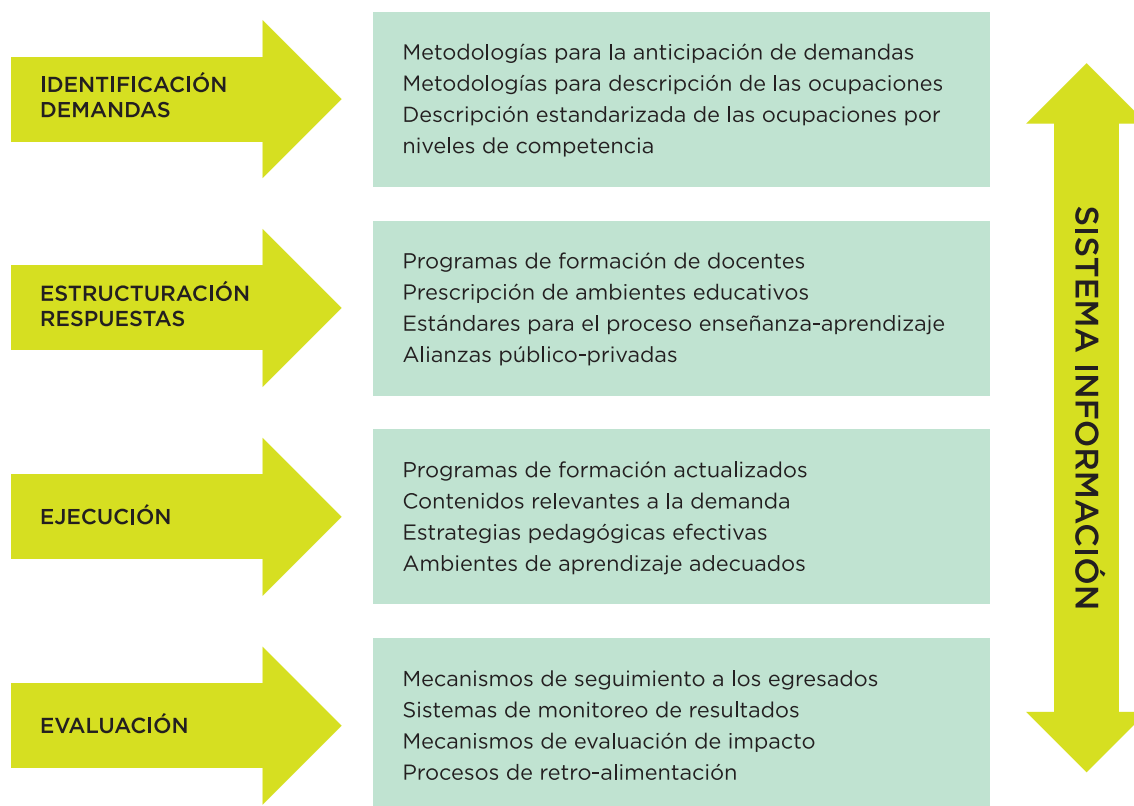 IDENTIFICACIÓN
DEMANDAS
Metodologías para la anticipación de demandas
Metodologías para descripción de las ocupaciones
Descripción estandarizada de las ocupaciones por
niveles de competencia
ESTRUCTURACIÓN
RESPUESTAS
Programas de formación de docentes
Prescripción de ambientes educativos
Estándares para el proceso enseñanza-aprendizaje
Alianzas público-privadas
EJECUCIÓN
Programas de formación actualizados
Contenidos relevantes a la demanda
Estrategias pedagógicas efectivas
Ambientes de aprendizaje adecuados
EVALUACIÓN
Mecanismos de seguimiento a los egresados
Sistemas de monitoreo de resultados
Mecanismos de evaluación de impacto
Procesos de retro-alimentación
SISTEMA INFORMACIÓN